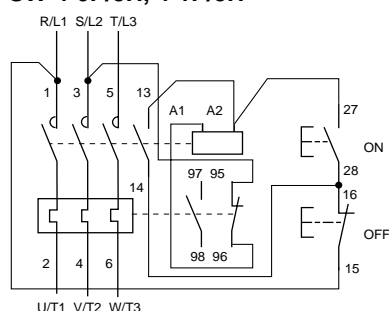 R/L1 S/L2 T/L3
1 3 5 13 A1 A2
27
ON
28
14 97 95 16
OFF
98 96
2 4 6 15
U/T1 V/T2 W/T3